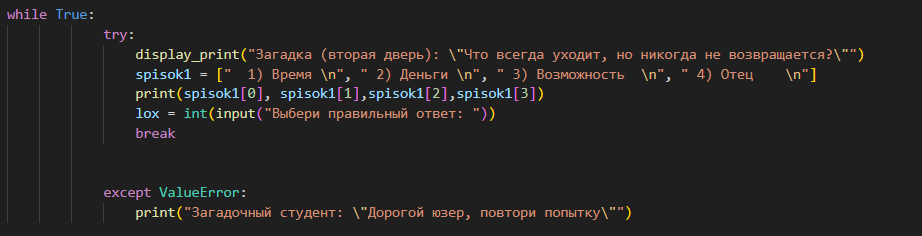 while True:
try:
display_print("Загадка (вторая дверь): \"Что всегда уходит, но никогда не возвращается?\"")
spisok1 = ["  1) Время \n", " 2) Деньги \n", " 3) Возможность  \n", " 4) Отец    \n"]
print(spisok1[0], spisok1[1],spisok1[2],spisok1[3])
lox = int(input("Выбери правильный ответ: "))
break
except ValueError:
print("Загадочный студент: \"Дорогой юзер, повтори попытку\"")